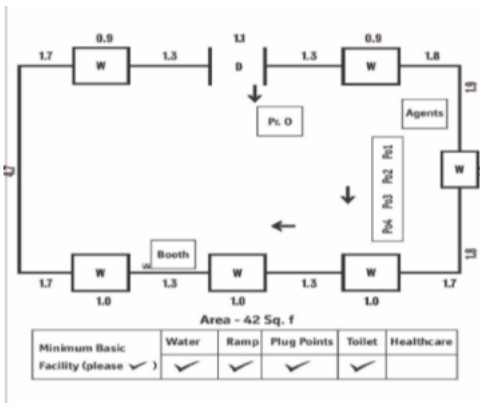 0.9 1.1 0.9
1.7 W 1.3 D 1.3 W 1.8
1.9
Pr. O
Agents
4.7
Po4 Po3 Po2 Po1
W
Booth
W
1.8
W W W
1.7 1.3 1.3 1.7
1.0 1.0 1.0
Area - 42 Sq. f
Minimum Basic Facility (please ✓ ) Water Ramp Plug Points Toilet Healthcare
✓ ✓ ✓ ✓